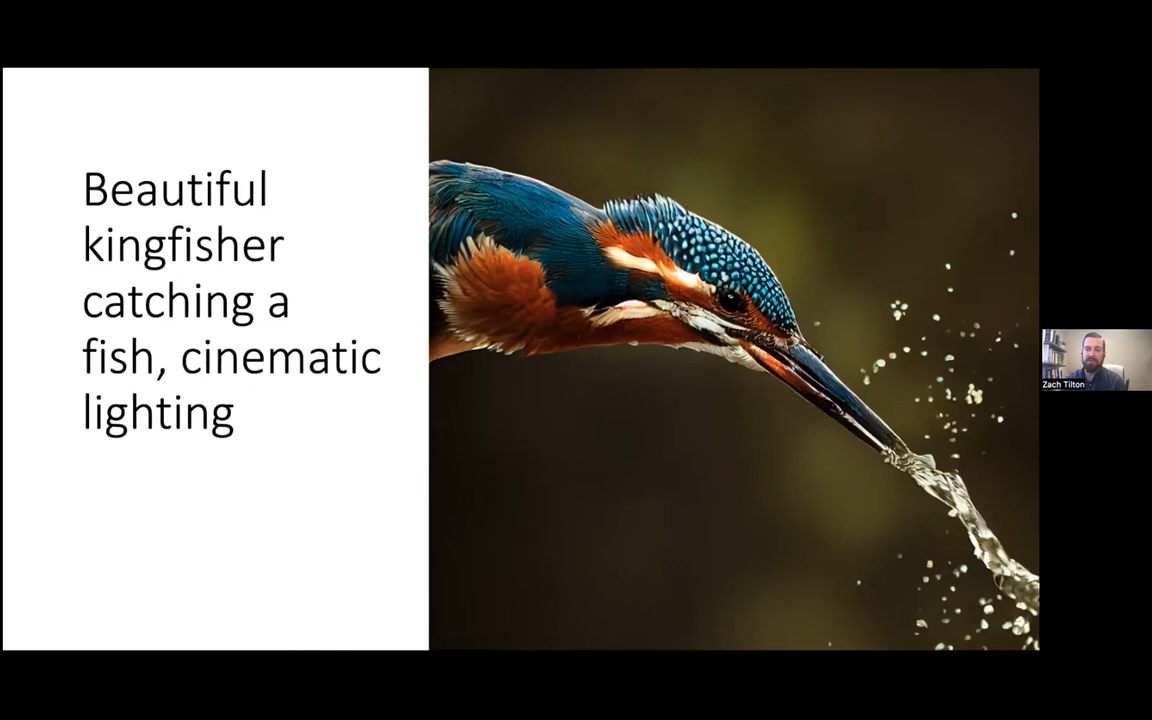 Beautiful
kingfisher
catching a
fish, cinematic
lighting
Zach Tilton